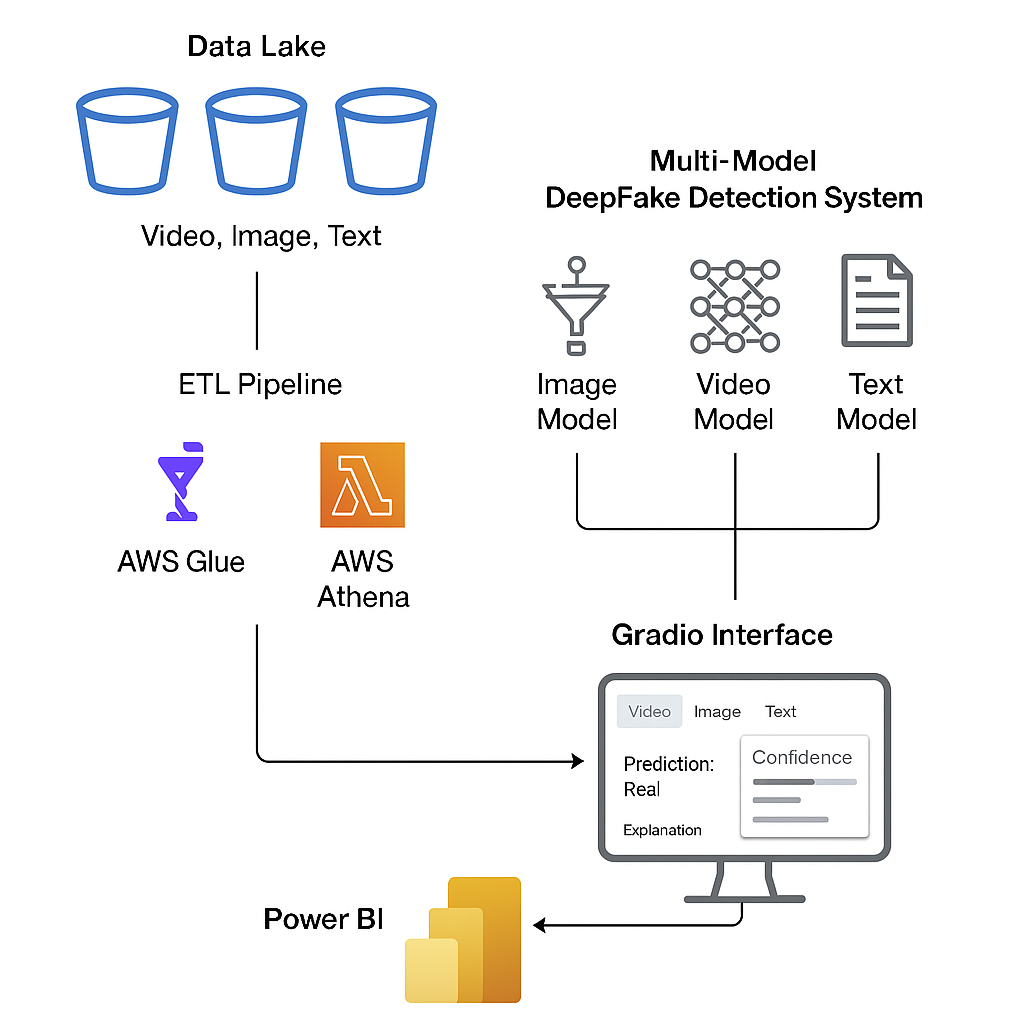 Data Lake
Video, Image, Text
ETL Pipeline
AWS Glue
AWS
Athena
Multi-Model
DeepFake Detection System
Image
Model
Video
Model
Text
Model
Gradio Interface
Video Image Text
Prediction:
Real
Explanation
Confidence
Power BI